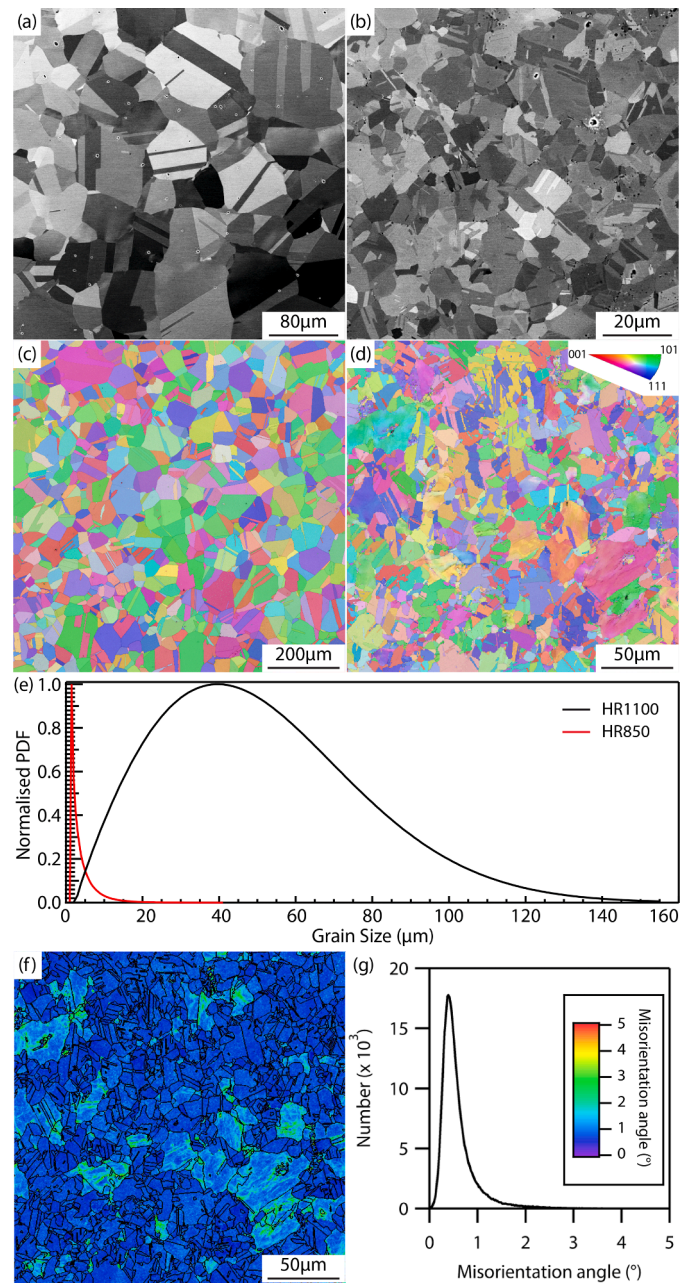 (a)
(b)
80µm
20µm
(c)
(d)
001
101
111
200µm
50µm
(e)
1.0
0.8
0.6
0.4
0.2
0.0
Normalised PDF
HR1100
HR850
0
20
40
60
80
100
120
140
160
Grain Size (µm)
(f)
50µm
(g)
20
15
10
5
0
Number (x 10³)
Misorientation angle (°)
5
4
3
2
1
0
0
1
2
3
4
5
Misorientation angle (°)